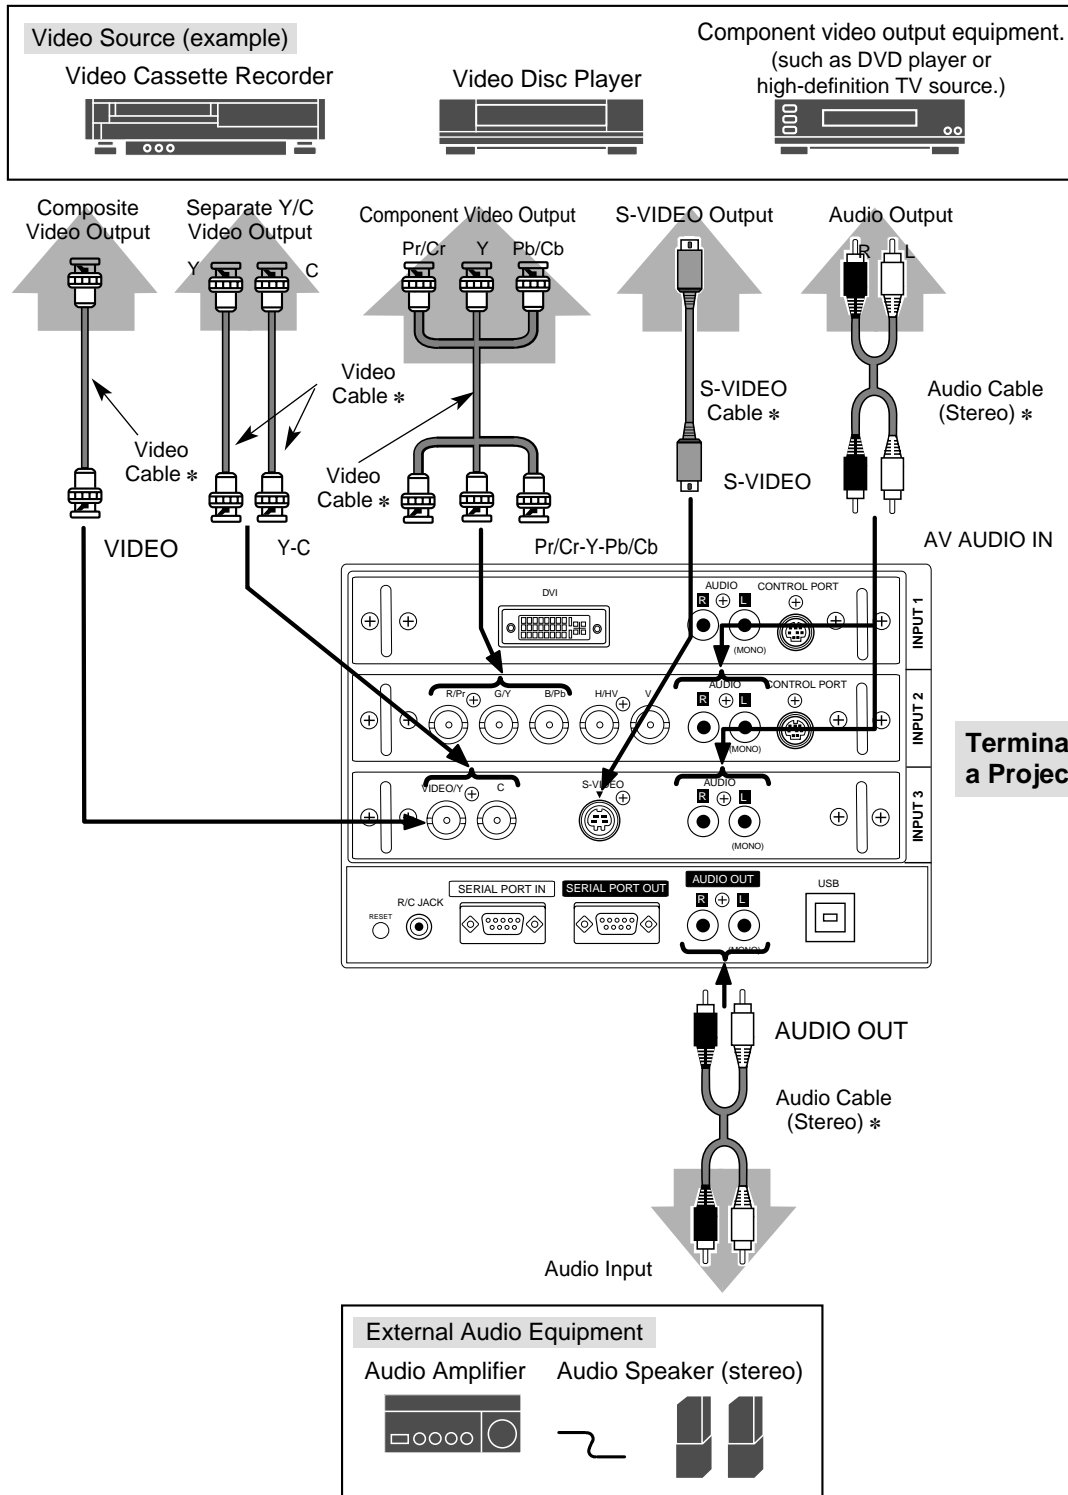 Video Source (example)
Video Cassette Recorder
Video Disc Player
Component video output equipment.
(such as DVD player or
high-definition TV source.)
Composite
Video Output
Separate Y/C
Video Output
Y
C
Component Video Output
Pr/Cr Y Pb/Cb
S-VIDEO Output
Audio Output
R L
Video
Cable *
Video
Cable *
Video
Cable *
S-VIDEO
Cable *
S-VIDEO
Audio Cable
(Stereo) *
VIDEO
Y-C
Pr/Cr-Y-Pb/Cb
AV AUDIO IN
DVI
AUDIO
R L
(MONO)
CONTROL PORT
INPUT 1
R/Pr G/Y B/Pb H/HV V
AUDIO
R L
(MONO)
CONTROL PORT
INPUT 2
VIDEO/Y C
S-VIDEO
AUDIO
R L
(MONO)
INPUT 3
Termina
a Projec
RESET
R/C JACK
SERIAL PORT IN
SERIAL PORT OUT
AUDIO OUT
R L
(MONO)
USB
AUDIO OUT
Audio Cable
(Stereo) *
Audio Input
External Audio Equipment
Audio Amplifier
Audio Speaker (stereo)